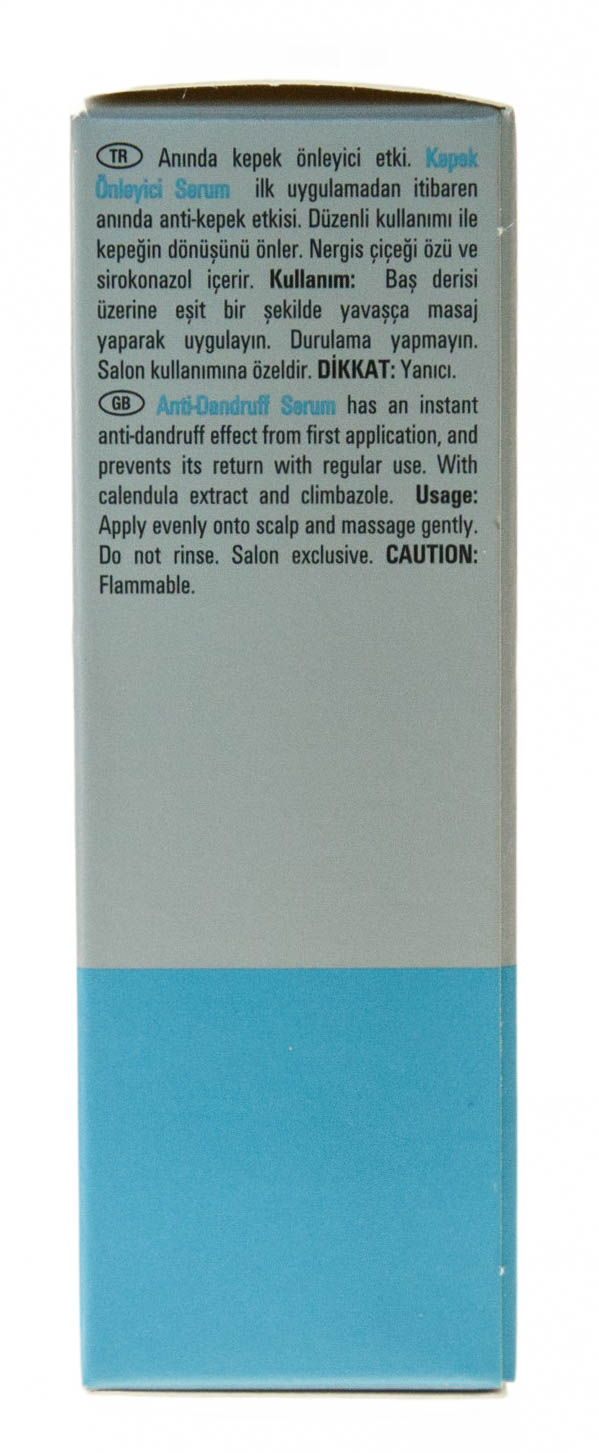 TR Anında kepek önleyici etki. Kepek
Önleyici Serum ilk uygulamadan itibaren
anında anti-kepek etkisi. Düzenli kullanımı ile
kepeğin dönüşünü önler. Nergis çiçeği özü ve
sirokonazol içerir. Kullanım: Baş derisi
üzerine eşit bir şekilde yavaşça masaj
yaparak uygulayın. Durulama yapmayın.
Salon kullanımına özeldir. DİKKAT: Yanıcı.
GB Anti-Dandruff Serum has an instant
anti-dandruff effect from first application, and
prevents its return with regular use. With
calendula extract and climbazole. Usage:
Apply evenly onto scalp and massage gently.
Do not rinse. Salon exclusive. CAUTION:
Flammable.